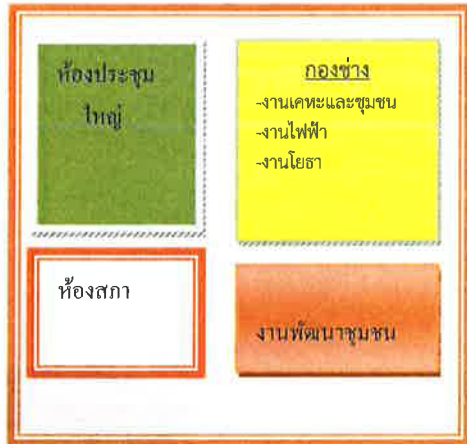 ห้องประชุม
ใหญ่
กองช่าง
-งานเคหะและชุมชน
-งานไฟฟ้า
-งานโยธา
ห้องสภา
งานพัฒนาชุมชน